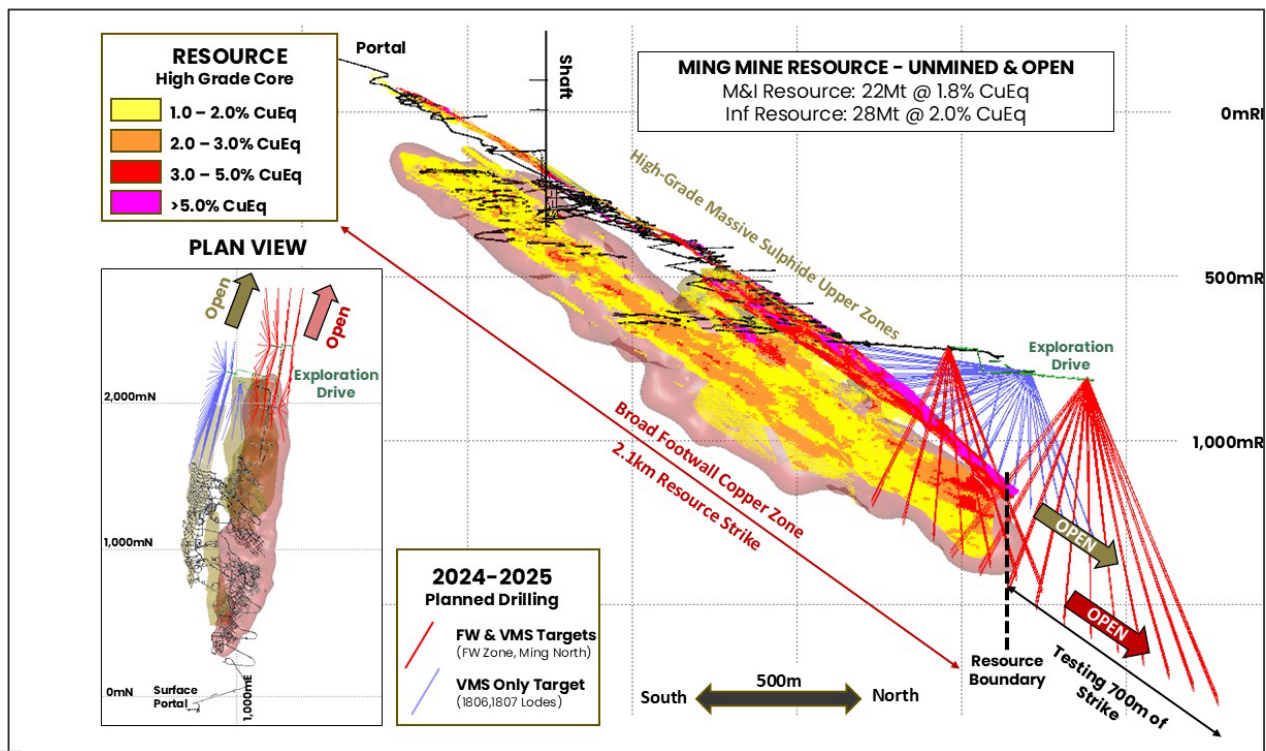 RESOURCE
High Grade Core
1.0 – 2.0% CuEq
2.0 – 3.0% CuEq
3.0 – 5.0% CuEq
>5.0% CuEq
Portal
Shaft
MING MINE RESOURCE - UNMINED & OPEN
M&I Resource: 22Mt @ 1.8% CuEq
Inf Resource: 28Mt @ 2.0% CuEq
0mRl
500mR
1,000mR
High-Grade Massive Sulphide Upper Zones
Exploration
Drive
Broad Footwall Copper Zone
2.1km Resource Strike
OPEN
OPEN
Resource
Boundary
Testing 700m of
Strike
South
500m
North
PLAN VIEW
Open
Open
Exploration
Drive
2,000mN
1,000mN
0mN
Surface
Portal
1,000mE
2024-2025
Planned Drilling
FW & VMS Targets
(FW Zone, Ming North)
VMS Only Target
(1806,1807 Lodes)